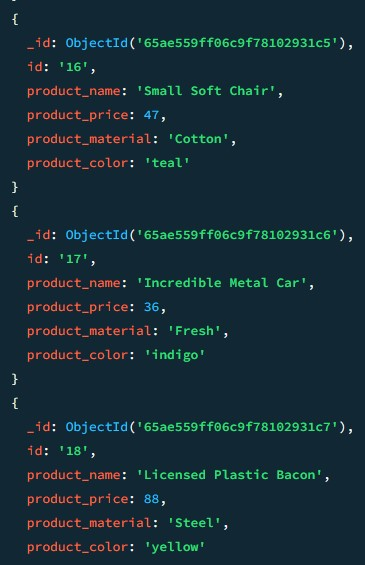 {
_id: ObjectId('65ae559ff06c9f78102931c5'),
id: '16',
product_name: 'Small Soft Chair',
product_price: 47,
product_material: 'Cotton',
product_color: 'teal'
}
{
_id: ObjectId('65ae559ff06c9f78102931c6'),
id: '17',
product_name: 'Incredible Metal Car',
product_price: 36,
product_material: 'Fresh',
product_color: 'indigo'
}
{
_id: ObjectId('65ae559ff06c9f78102931c7'),
id: '18',
product_name: 'Licensed Plastic Bacon',
product_price: 88,
product_material: 'Steel',
product_color: 'yellow'